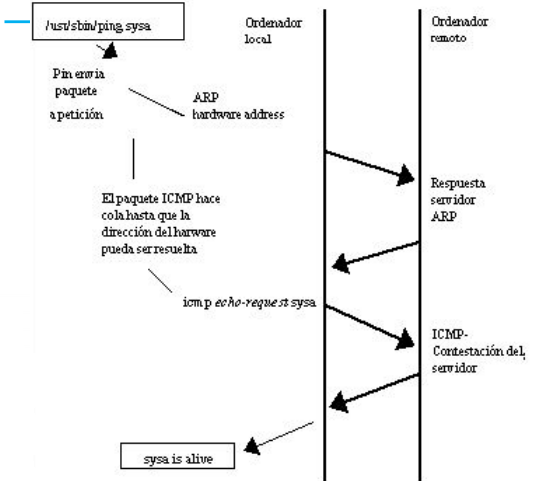 /usr/sbin/ping sysa
Ordenador
local
Ordenador
remoto
Pin envia
paquete
a petición
ARP
hardware address
Respuesta
servidor
ARP
El paquete ICMP hace
cola hasta que la
dirección del harware
pueda ser resuelta
icmp echo-request sysa
ICMP-
Contestación del
servidor
sysa is alive